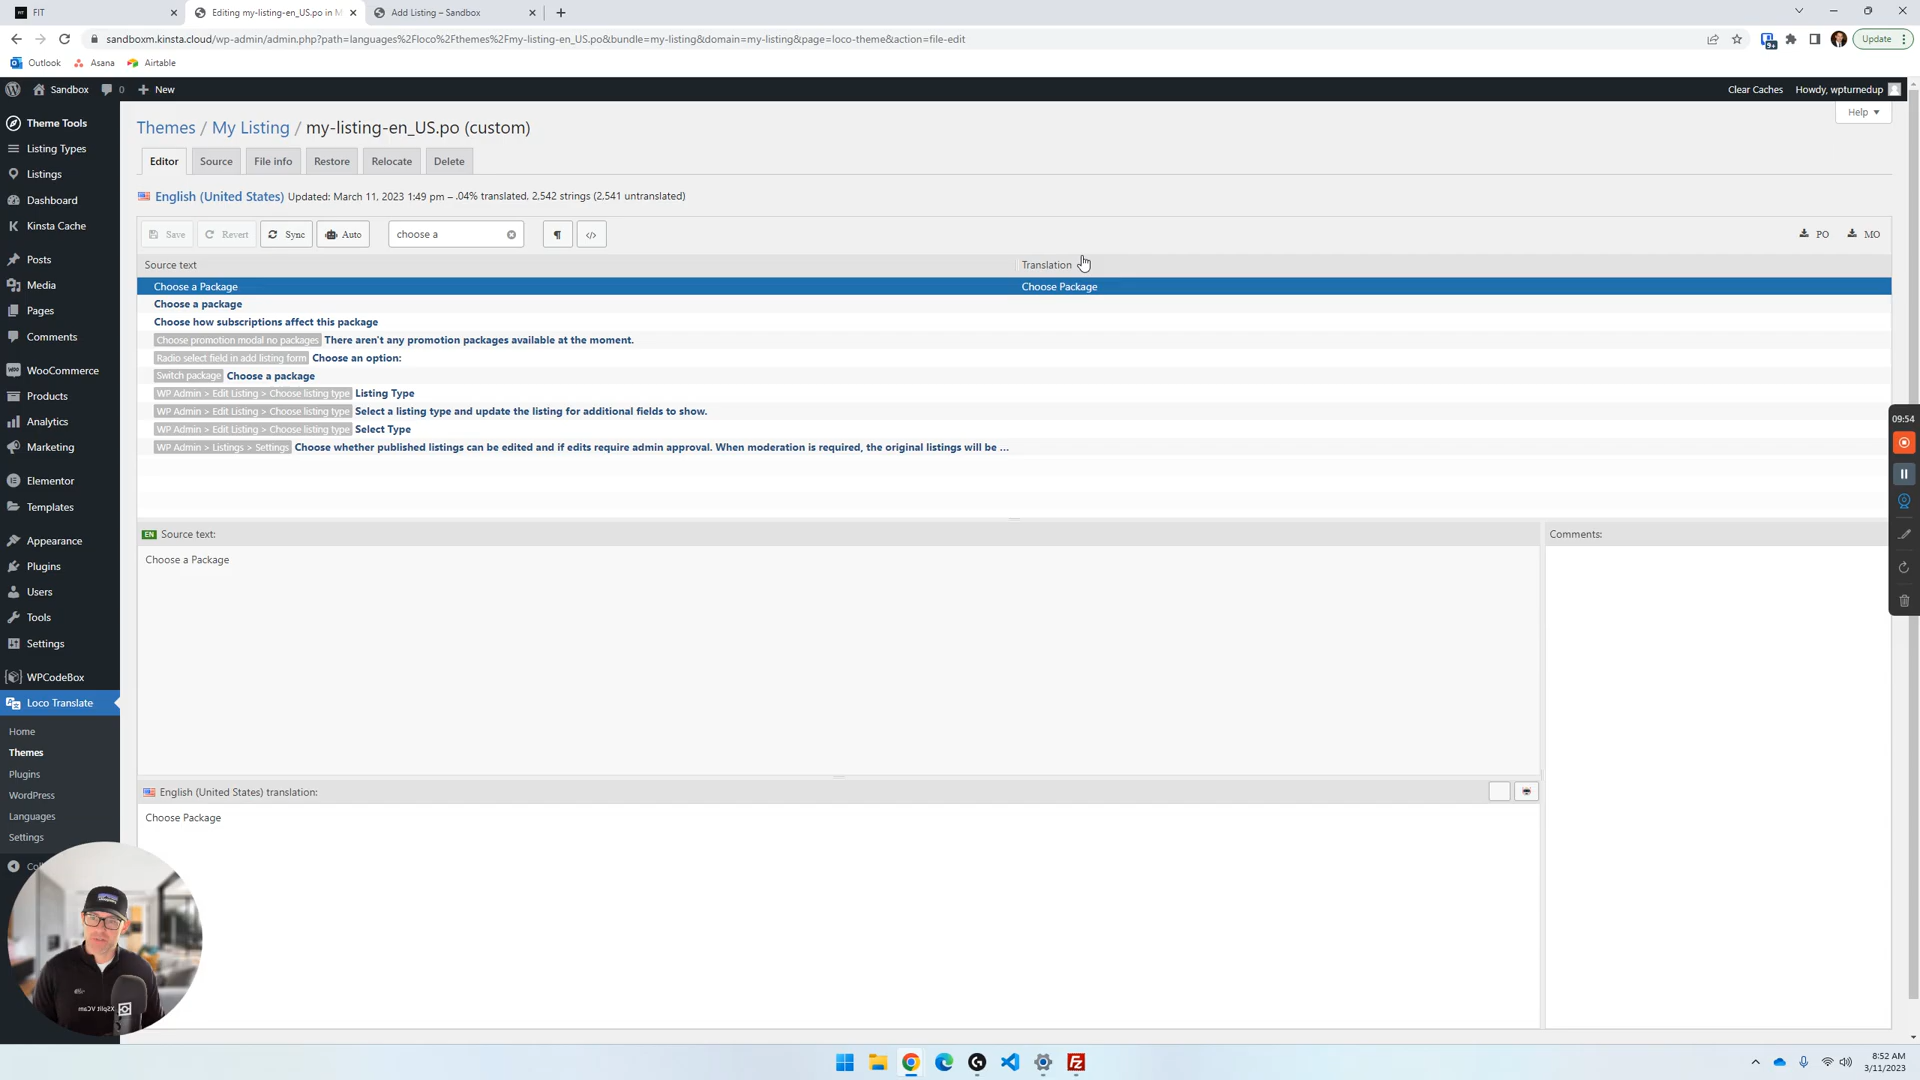 FIT
Editing my-listing-en_US.po in M
Add Listing – Sandbox
sandboxm.kinsta.cloud/wp-admin/admin.php?path=languages%2Floco%2Fthemes%2Fmy-listing-en_US.po&bundle=my-listing&domain=my-listing&page=loco-theme&action=file-edit
9+
Update
Outlook
Asana
Airtable
Sandbox
0
New
Clear Caches
Howdy, wpturnedup
Theme Tools
Listing Types
Listings
Dashboard
Kinsta Cache
Posts
Media
Pages
Comments
WooCommerce
Products
Analytics
Marketing
Elementor
Templates
Appearance
Plugins
Users
Tools
Settings
WPCodeBox
Loco Translate
Home
Themes
Plugins
WordPress
Languages
Settings
Themes / My Listing / my-listing-en_US.po (custom)
Help
Editor
Source
File info
Restore
Relocate
Delete
English (United States) Updated: March 11, 2023 1:49 pm – .04% translated, 2,542 strings (2,541 untranslated)
Save
Revert
Sync
Auto
choose a
¶
</>
PO
MO
Source text
Translation
Choose a Package
Choose Package
Choose a package
Choose how subscriptions affect this package
Choose promotion modal no packages There aren't any promotion packages available at the moment.
Radio select field in add listing form Choose an option:
Switch package Choose a package
WP Admin > Edit Listing > Choose listing type Listing Type
WP Admin > Edit Listing > Choose listing type Select a listing type and update the listing for additional fields to show.
WP Admin > Edit Listing > Choose listing type Select Type
WP Admin > Listings > Settings Choose whether published listings can be edited and if edits require admin approval. When moderation is required, the original listings will be ...
EN Source text:
Choose a Package
Comments:
English (United States) translation:
Choose Package
09:54
XSplit VCam
8:52 AM
3/11/2023